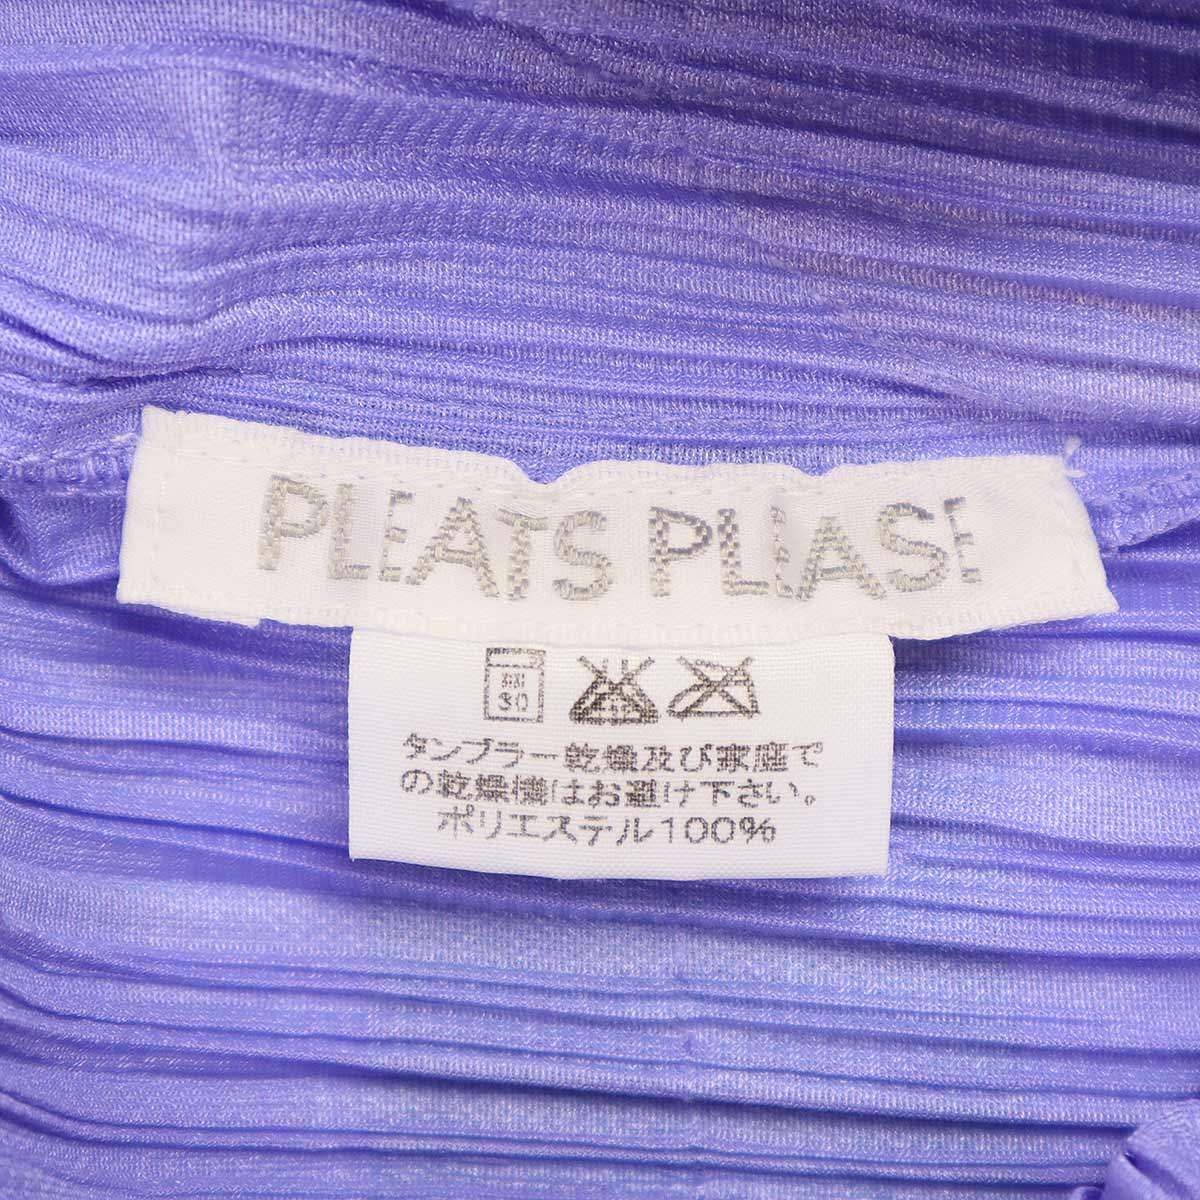 PLEATS PLEASE
30
タンブラー乾燥及び家庭で
の乾燥機はお避け下さい。
ポリエステル100%